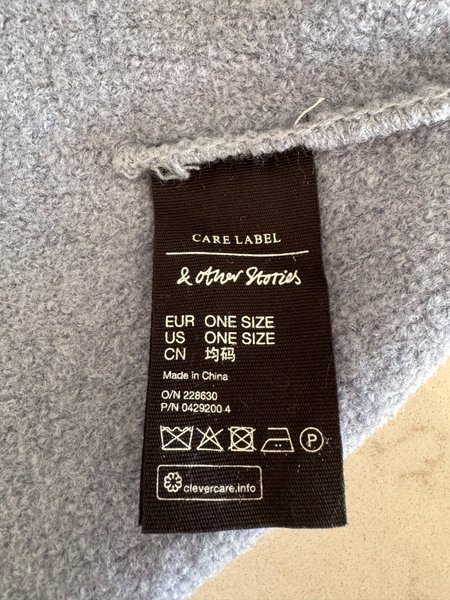 CARE LABEL
& other Stories
EUR ONE SIZE
US ONE SIZE
CN 均码
Made in China
O/N 228630
P/N 0429200 4
P
clevercare.info